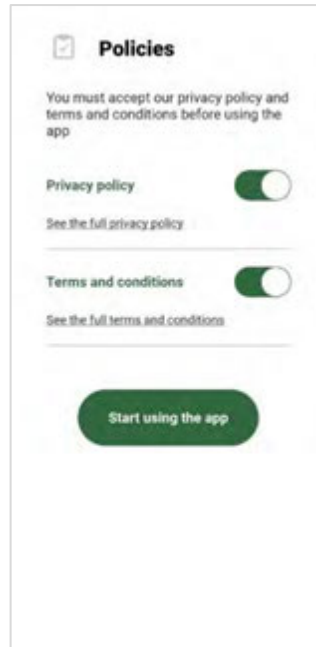 Policies
You must accept our privacy policy and
terms and conditions before using the
app
Privacy policy
See the full privacy policy
Terms and conditions
See the full terms and conditions
Start using the app